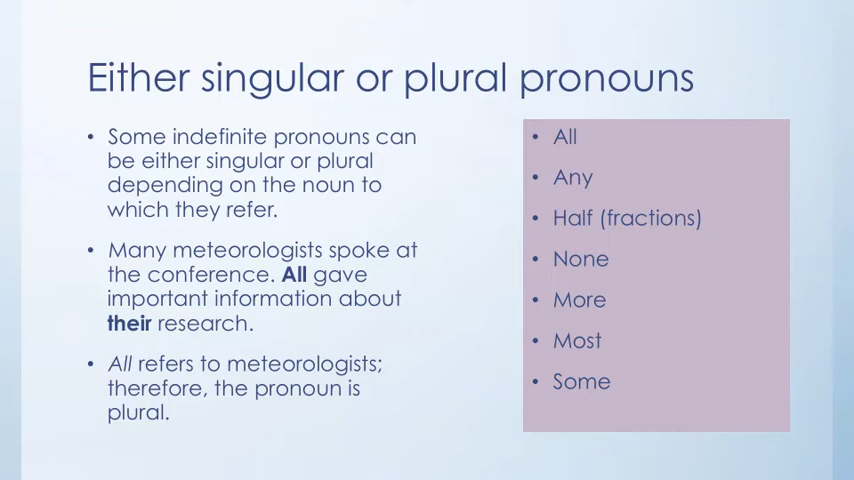 Either singular or plural pronouns
• Some indefinite pronouns can
be either singular or plural
depending on the noun to
which they refer.
• Many meteorologists spoke at
the conference. All gave
important information about
their research.
• All refers to meteorologists;
therefore, the pronoun is
plural.
• All
• Any
• Half (fractions)
• None
• More
• Most
• Some